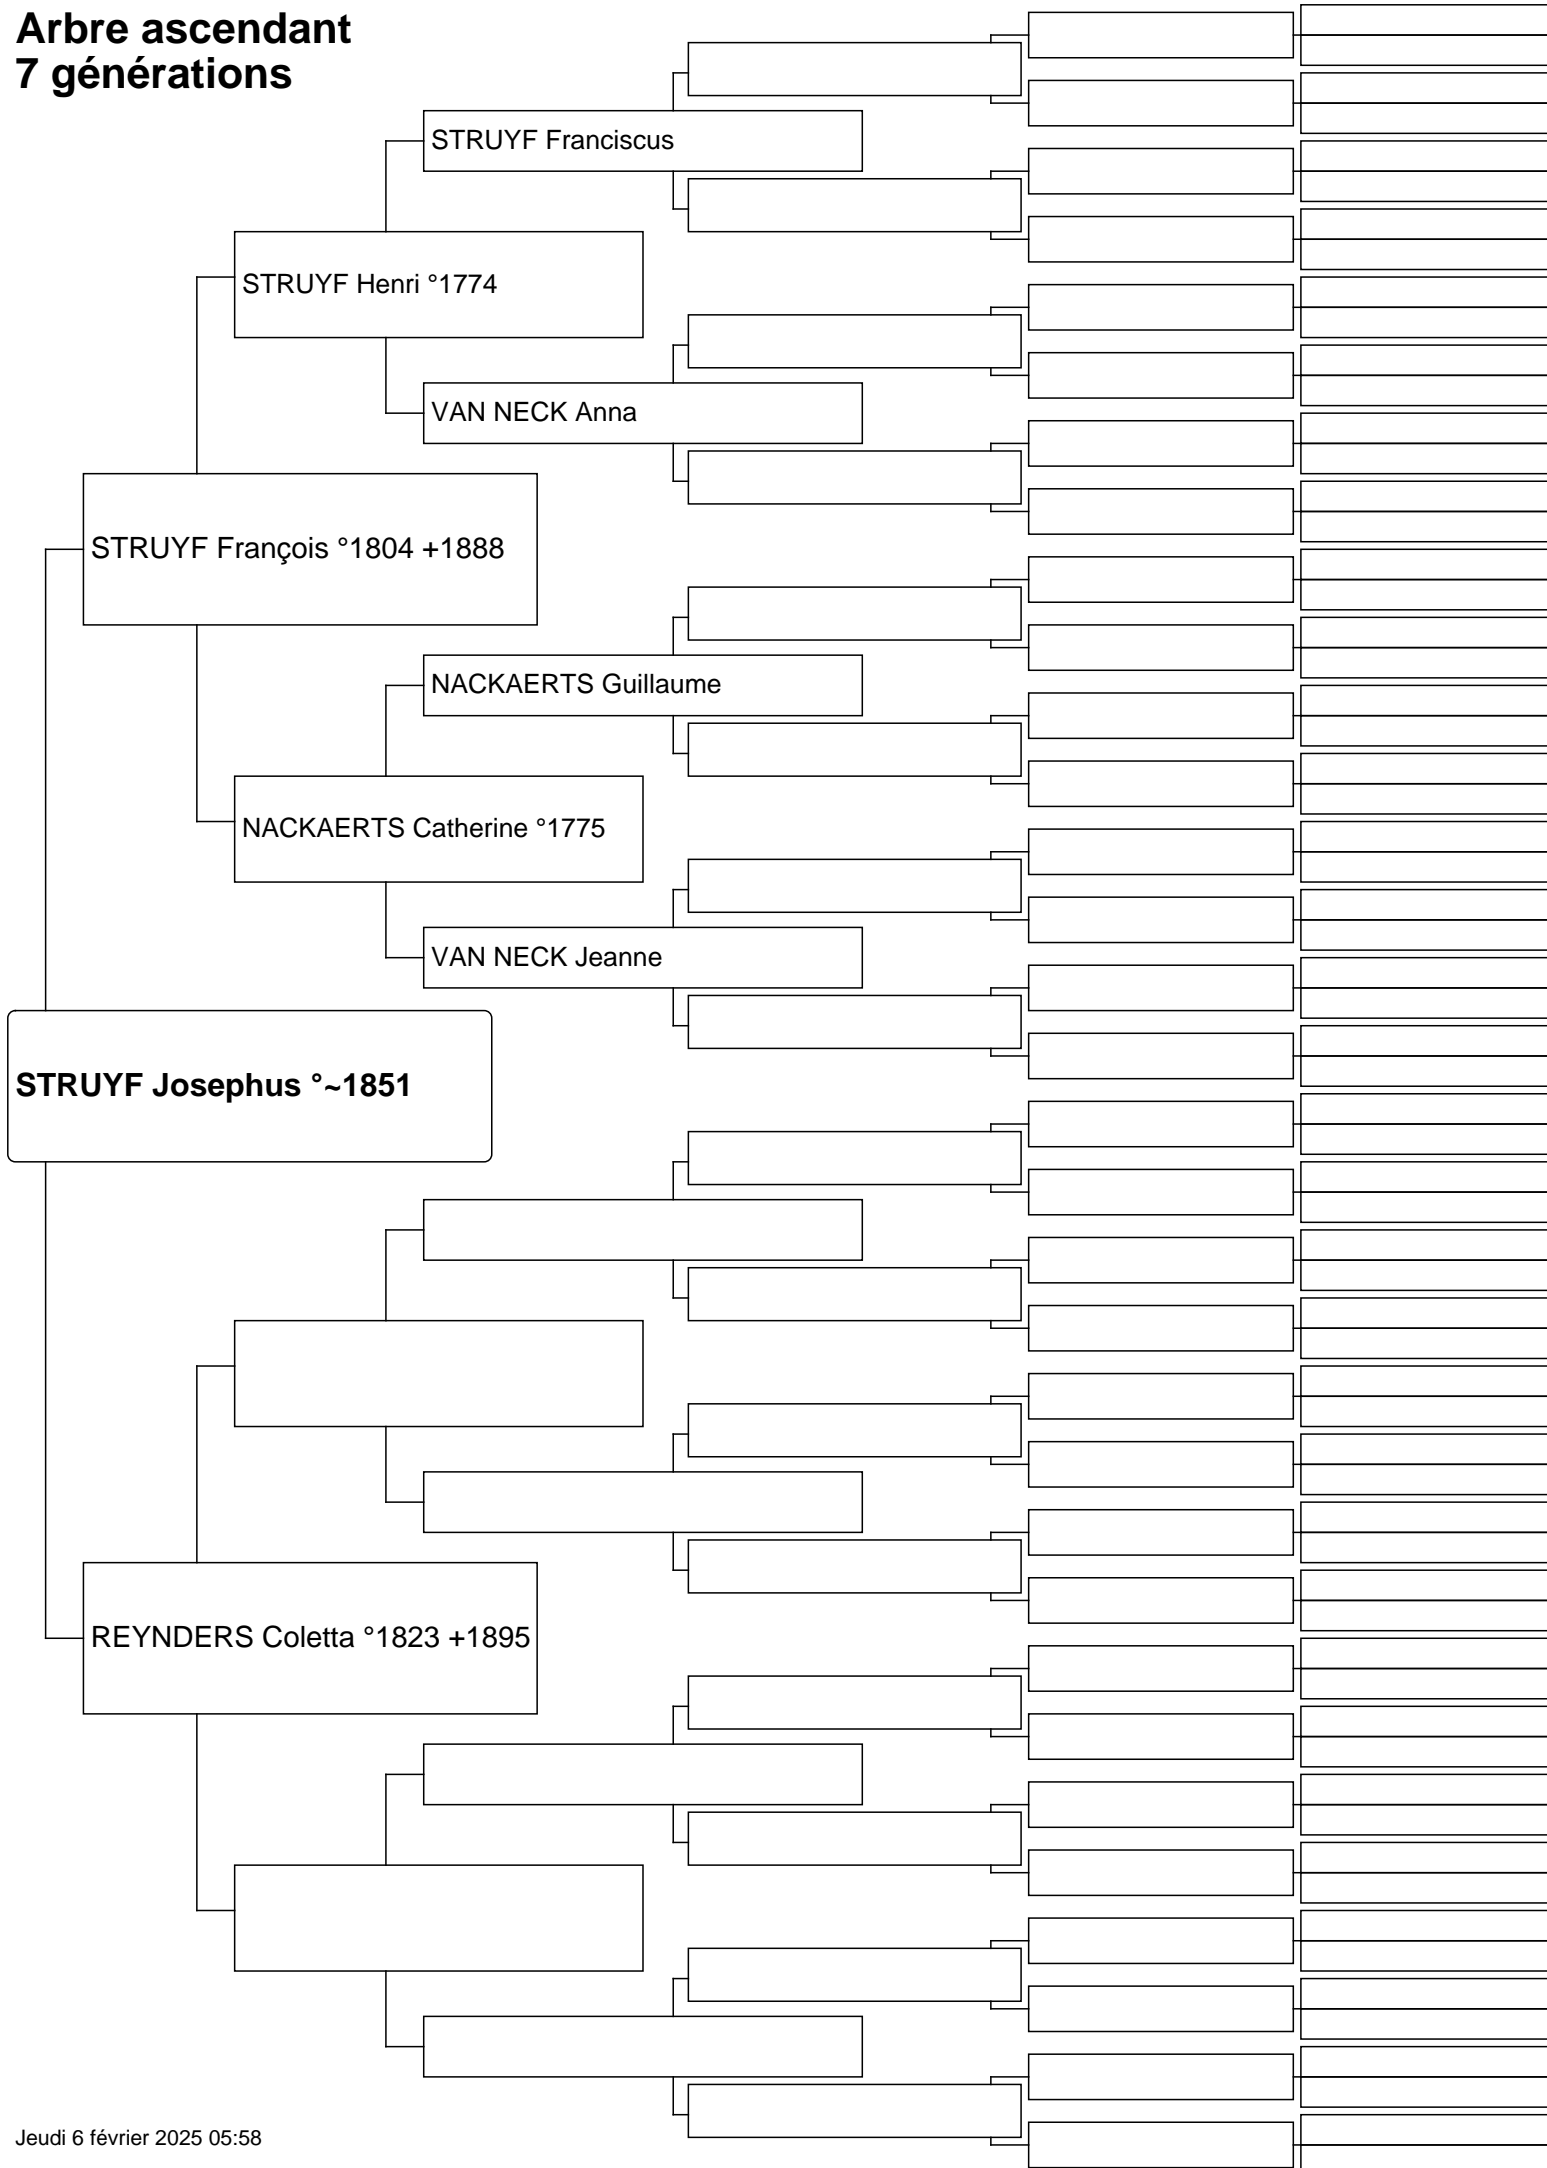 Arbre ascendant
7 générations
STRUYF Franciscus
STRUYF Henri °1774
VAN NECK Anna
STRUYF François °1804 +1888
NACKAERTS Guillaume
NACKAERTS Catherine °1775
VAN NECK Jeanne
STRUYF Josephus °~1851
REYNDERS Coletta °1823 +1895
Jeudi 6 février 2025 05:58